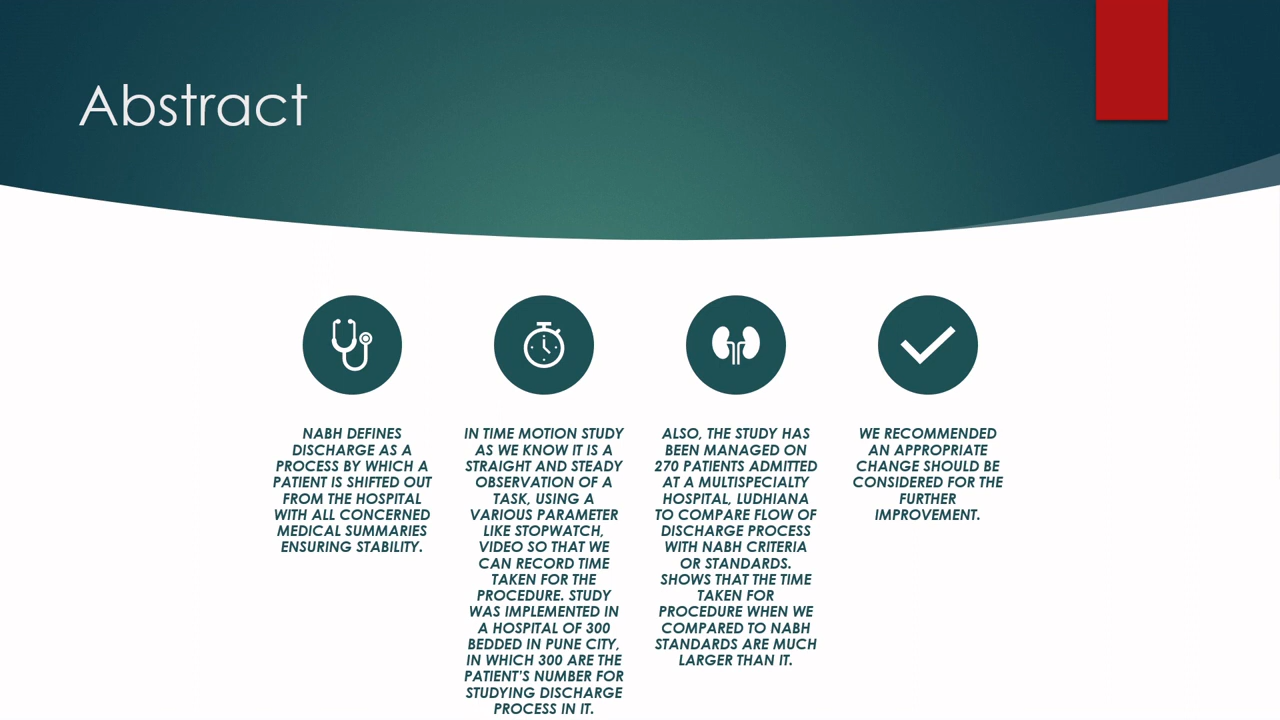 Abstract
NABH DEFINES
DISCHARGE AS A
PROCESS BY WHICH A
PATIENT IS SHIFTED OUT
FROM THE HOSPITAL
WITH ALL CONCERNED
MEDICAL SUMMARIES
ENSURING STABILITY.
IN TIME MOTION STUDY
AS WE KNOW IT IS A
STRAIGHT AND STEADY
OBSERVATION OF A
TASK, USING A
VARIOUS PARAMETER
LIKE STOPWATCH,
VIDEO SO THAT WE
CAN RECORD TIME
TAKEN FOR THE
PROCEDURE. STUDY
WAS IMPLEMENTED IN
A HOSPITAL OF 300
BEDDED IN PUNE CITY,
IN WHICH 300 ARE THE
PATIENT'S NUMBER FOR
STUDYING DISCHARGE
PROCESS IN IT.
ALSO, THE STUDY HAS
BEEN MANAGED ON
270 PATIENTS ADMITTED
AT A MULTISPECIALTY
HOSPITAL, LUDHIANA
TO COMPARE FLOW OF
DISCHARGE PROCESS
WITH NABH CRITERIA
OR STANDARDS.
SHOWS THAT THE TIME
TAKEN FOR
PROCEDURE WHEN WE
COMPARED TO NABH
STANDARDS ARE MUCH
LARGER THAN IT.
WE RECOMMENDED
AN APPROPRIATE
CHANGE SHOULD BE
CONSIDERED FOR THE
FURTHER
IMPROVEMENT.